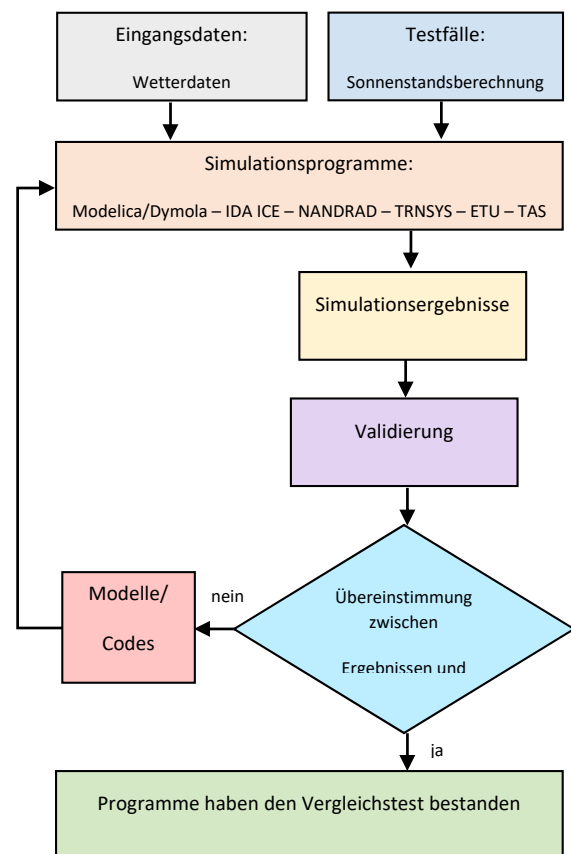 Eingangsdaten:
Wetterdaten
Testfälle:
Sonnenstandsberechnung
Simulationsprogramme:
Modelica/Dymola – IDA ICE – NANDRAD – TRNSYS – ETU – TAS
Simulationsergebnisse
Validierung
Übereinstimmung
zwischen
Ergebnissen und
nein
Modelle/
Codes
ja
Programme haben den Vergleichstest bestanden